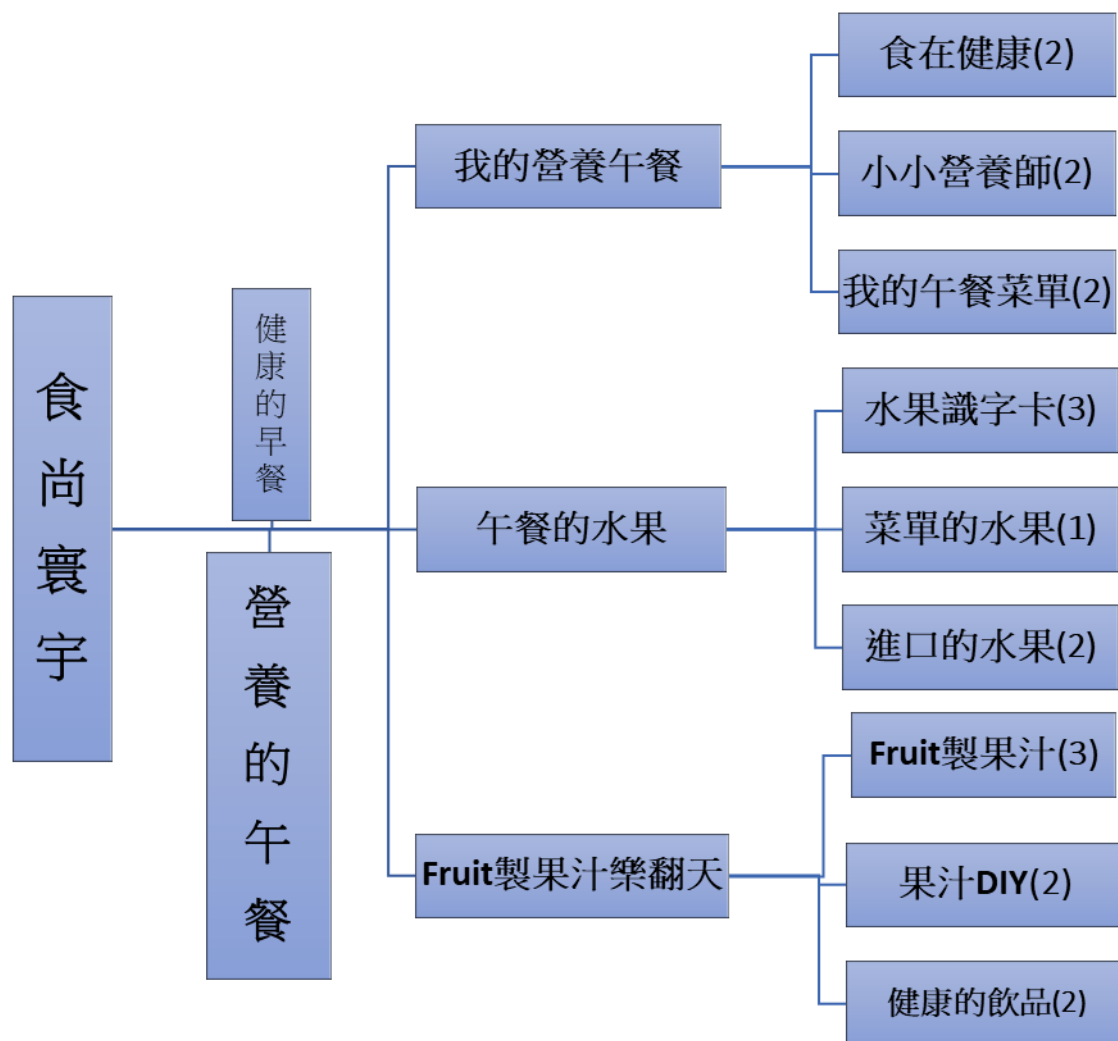 食尚寰宇
健康的早餐
營養的午餐
我的營養午餐
食在健康(2)
小小營養師(2)
我的午餐菜單(2)
午餐的水果
水果識字卡(3)
菜單的水果(1)
進口的水果(2)
Fruit製果汁樂翻天
Fruit製果汁(3)
果汁DIY(2)
健康的飲品(2)